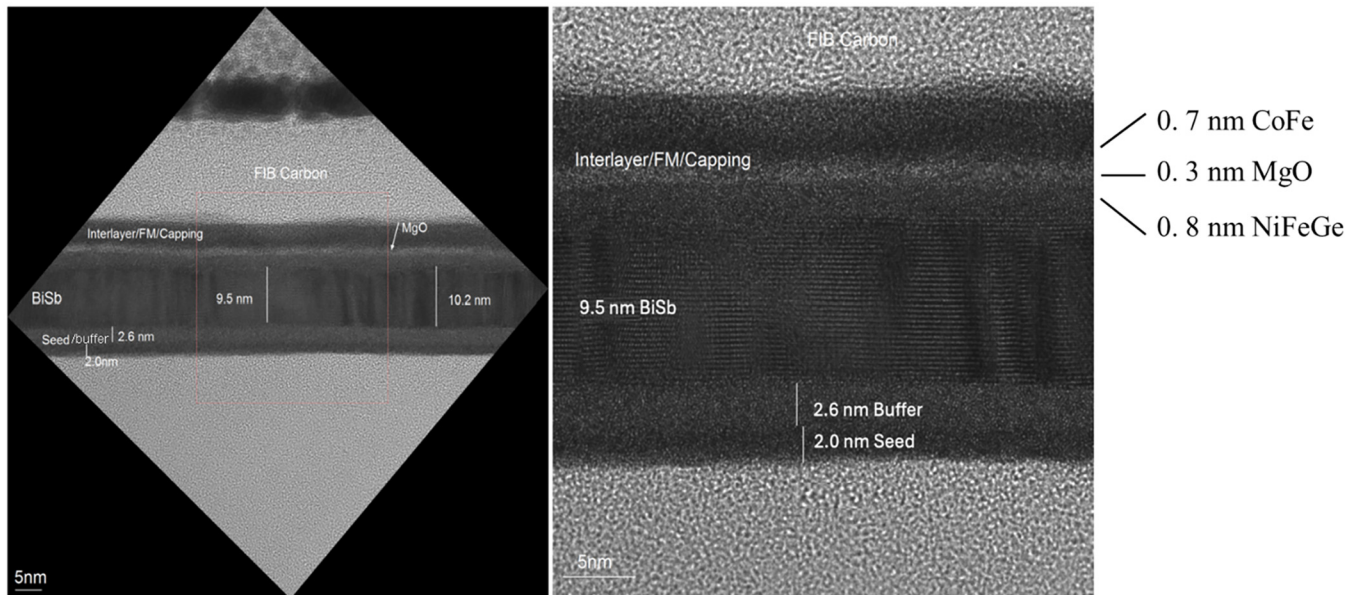 FIB Carbon
Interlayer/FM/Capping
MgO
BiSb
9.5 nm
10.2 nm
Seed/buffer
2.6 nm
2.0nm
5nm
FIB Carbon
Interlayer/FM/Capping
9.5 nm BiSb
2.6 nm Buffer
2.0 nm Seed
5nm
0. 7 nm CoFe
0. 3 nm MgO
0. 8 nm NiFeGe